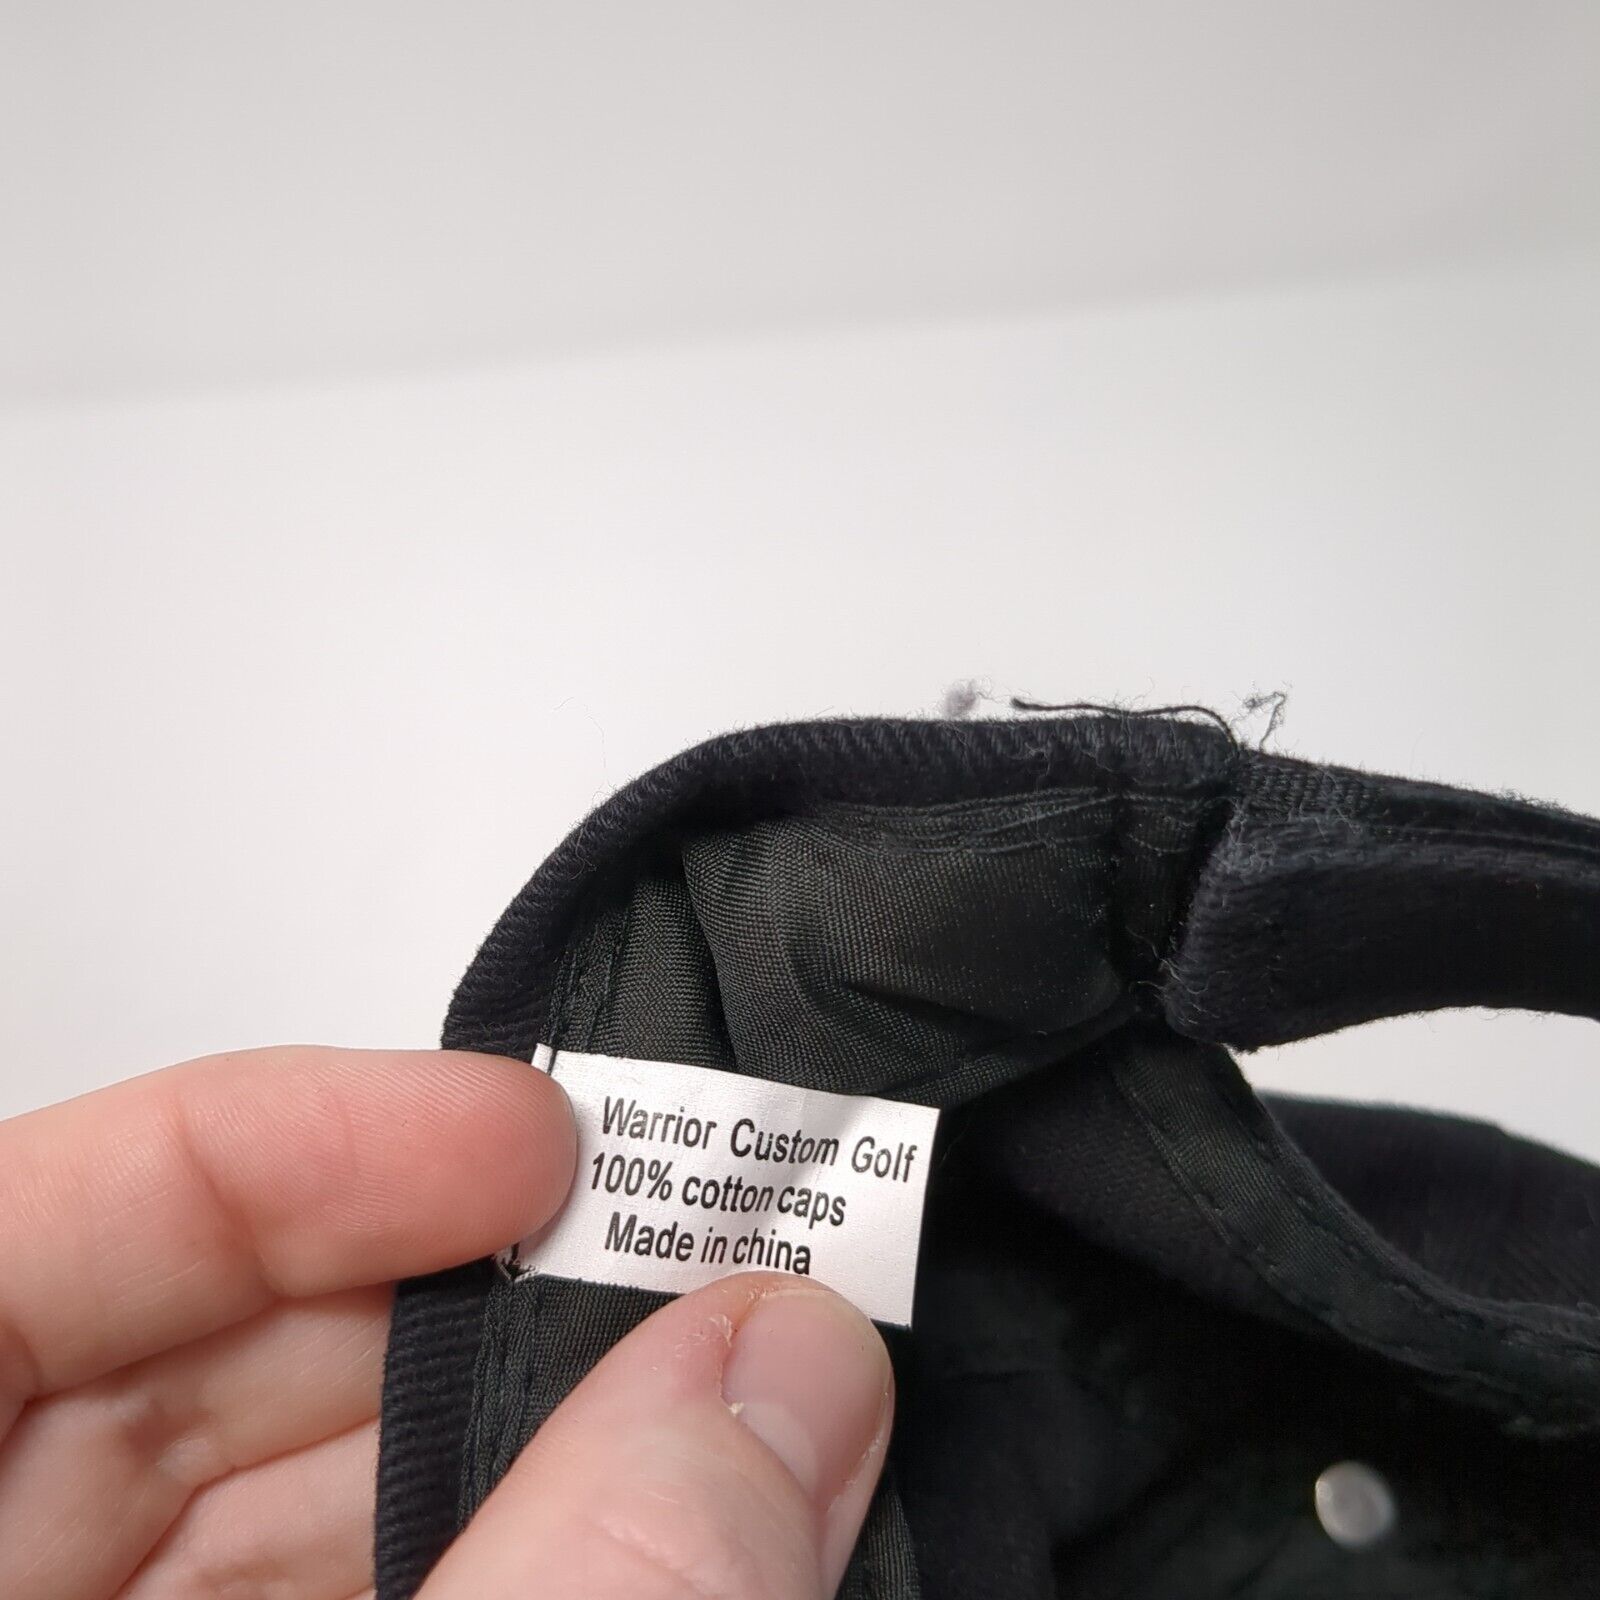 Warrior Custom Golf
100% cotton caps
Made in china